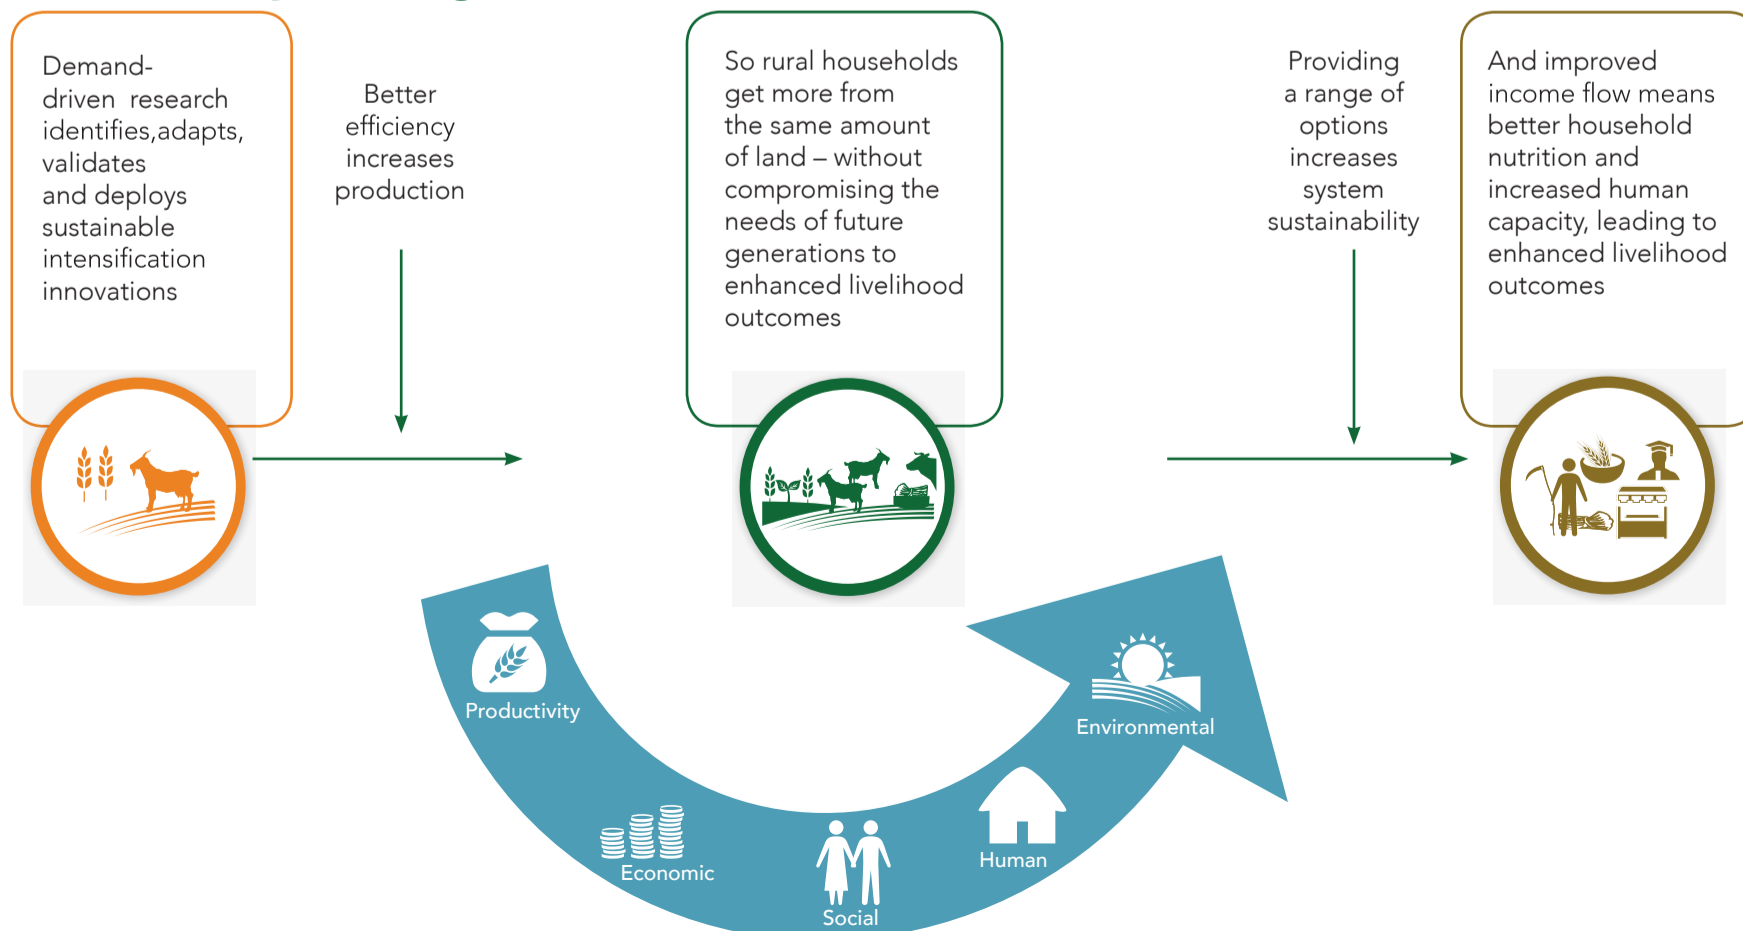 Demand-
driven  research
identifies,adapts,
validates
and deploys
sustainable
intensification
innovations
Better
efficiency
increases
production
So rural households
get more from
the same amount
of land – without
compromising the
needs of future
generations to
enhanced livelihood
outcomes
Providing
a range of
options
increases
system
sustainability
And improved
income flow means
better household
nutrition and
increased human
capacity, leading to
enhanced livelihood
outcomes
Productivity
Economic
Social
Human
Environmental